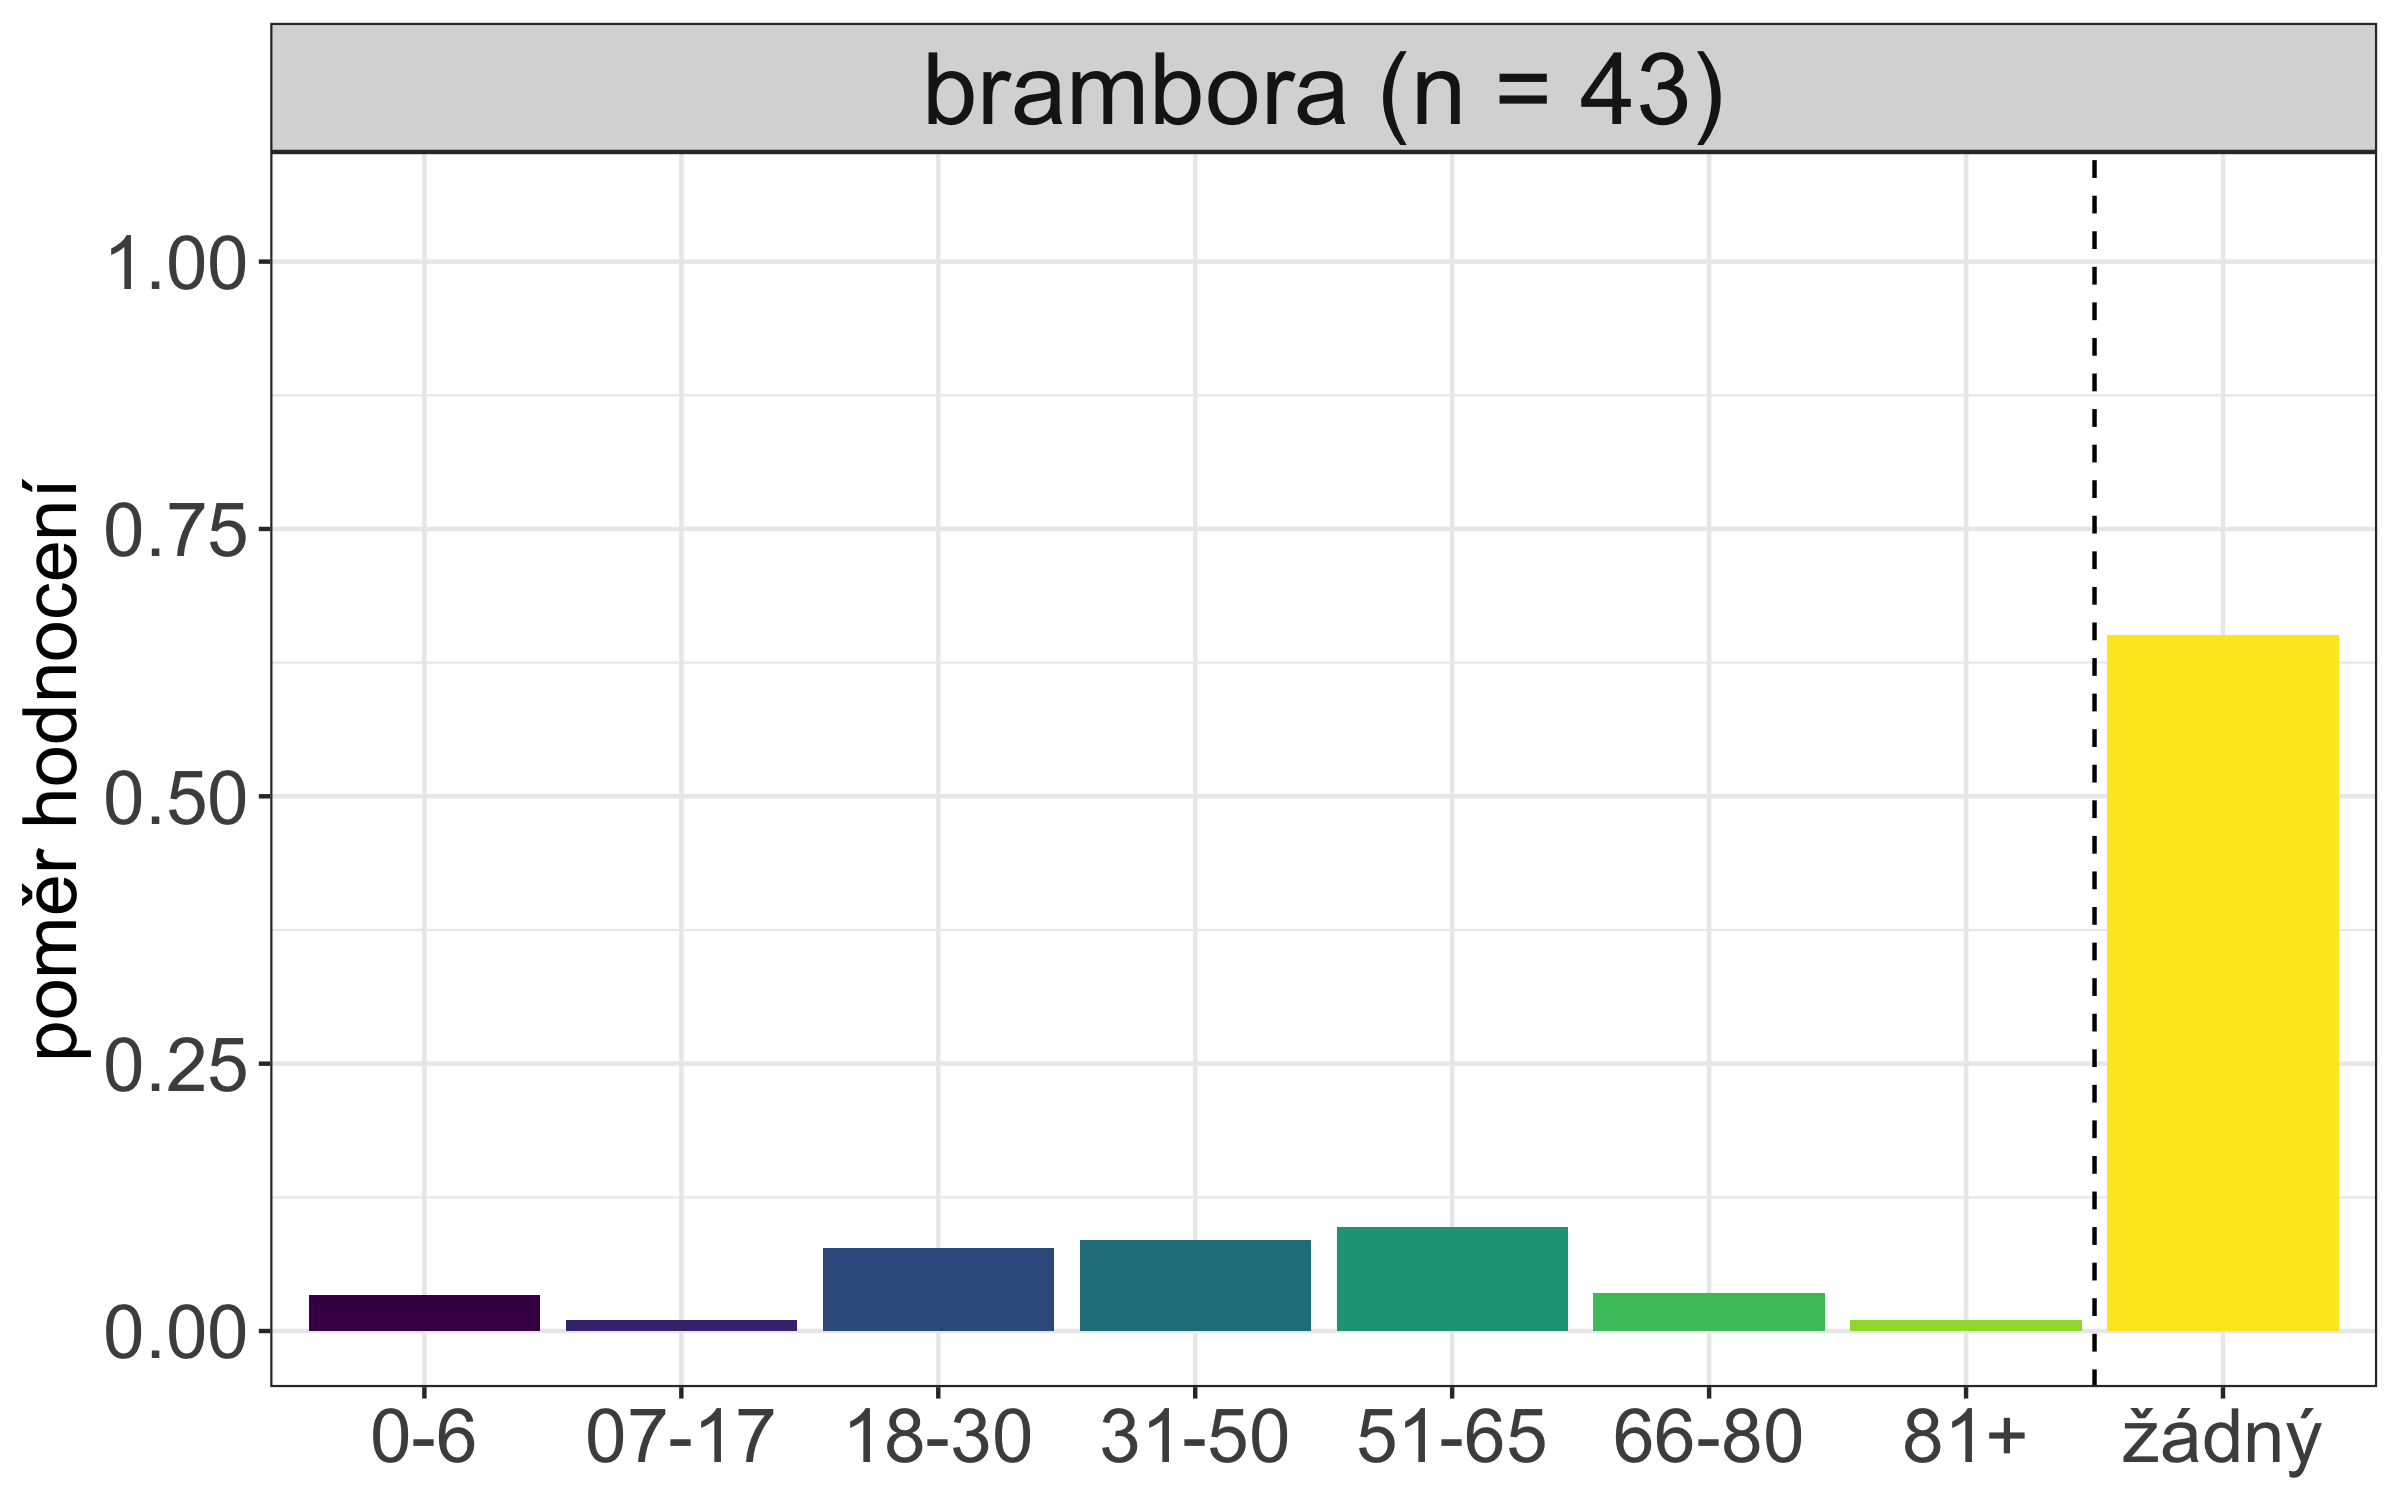 brambora (n = 43)
poměr hodnocení
1.00
0.75
0.50
0.25
0.00
0-6 07-17 18-30 31-50 51-65 66-80 81+ žádný